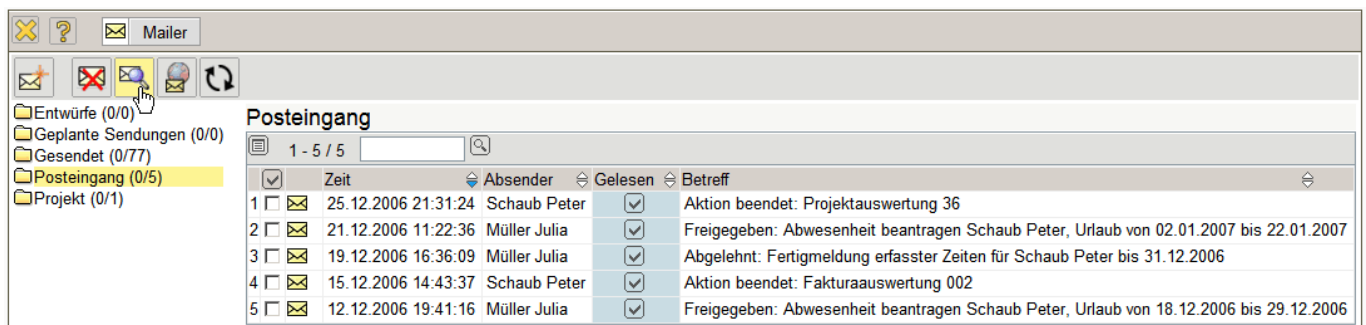 Mailer
Entwürfe (0/0)
Geplante Sendungen (0/0)
Gesendet (0/77)
Posteingang (0/5)
Projekt (0/1)
Posteingang
1 - 5 / 5
Zeit Absender Gelesen Betreff
1 25.12.2006 21:31:24 Schaub Peter Aktion beendet: Projektauswertung 36
2 21.12.2006 11:22:36 Müller Julia Freigegeben: Abwesenheit beantragen Schaub Peter, Urlaub von 02.01.2007 bis 22.01.2007
3 19.12.2006 16:36:09 Müller Julia Abgelehnt: Fertigmeldung erfasster Zeiten für Schaub Peter bis 31.12.2006
4 15.12.2006 14:43:37 Schaub Peter Aktion beendet: Fakturaauswertung 002
5 12.12.2006 19:41:16 Müller Julia Freigegeben: Abwesenheit beantragen Schaub Peter, Urlaub von 18.12.2006 bis 29.12.2006